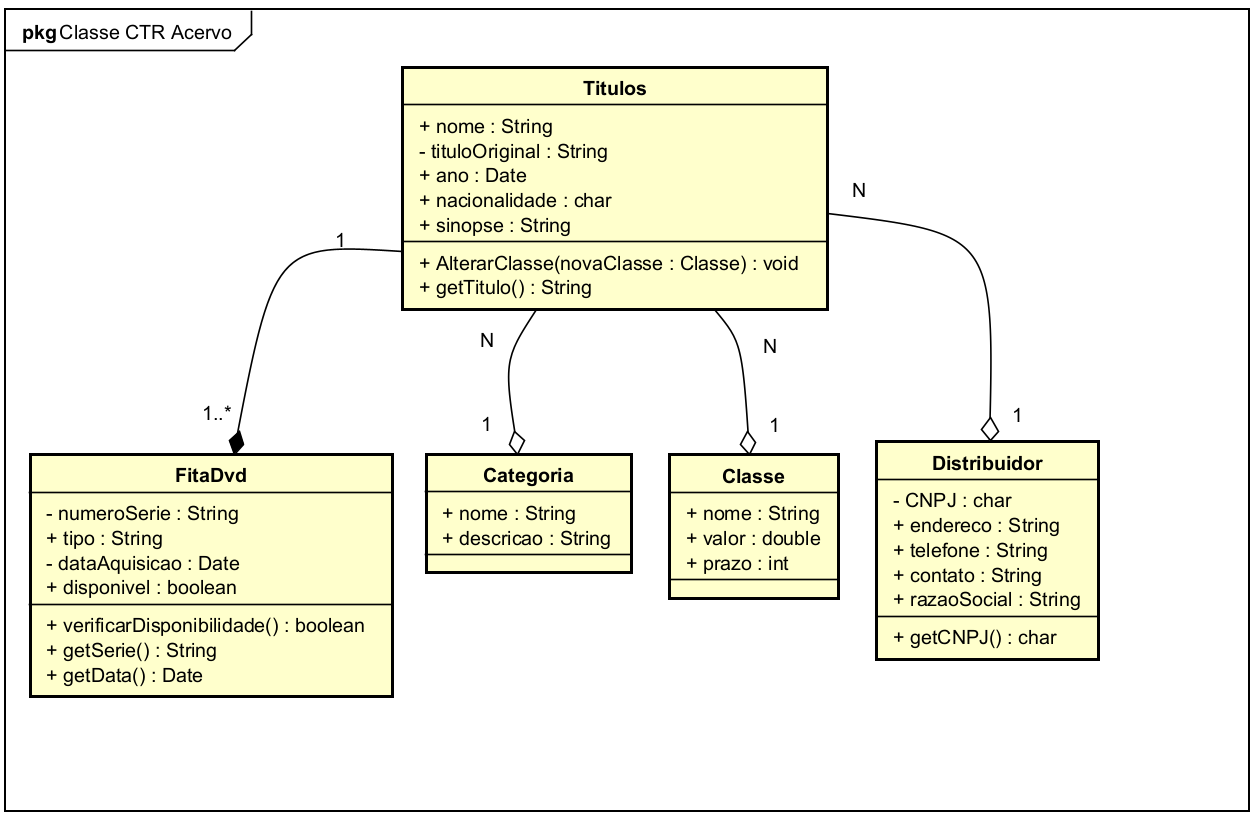 pkg Classe CTR Acervo
Titulos
+ nome : String
- tituloOriginal : String
+ ano : Date
+ nacionalidade : char
+ sinopse : String
+ AlterarClasse(novaClasse : Classe) : void
+ getTitulo() : String
1
N
N
N
1..*
1
1
1
FitaDvd
- numeroSerie : String
+ tipo : String
- dataAquisicao : Date
+ disponivel : boolean
+ verificarDisponibilidade() : boolean
+ getSerie() : String
+ getData() : Date
Categoria
+ nome : String
+ descricao : String
Classe
+ nome : String
+ valor : double
+ prazo : int
Distribuidor
- CNPJ : char
+ endereco : String
+ telefone : String
+ contato : String
+ razaoSocial : String
+ getCNPJ() : char